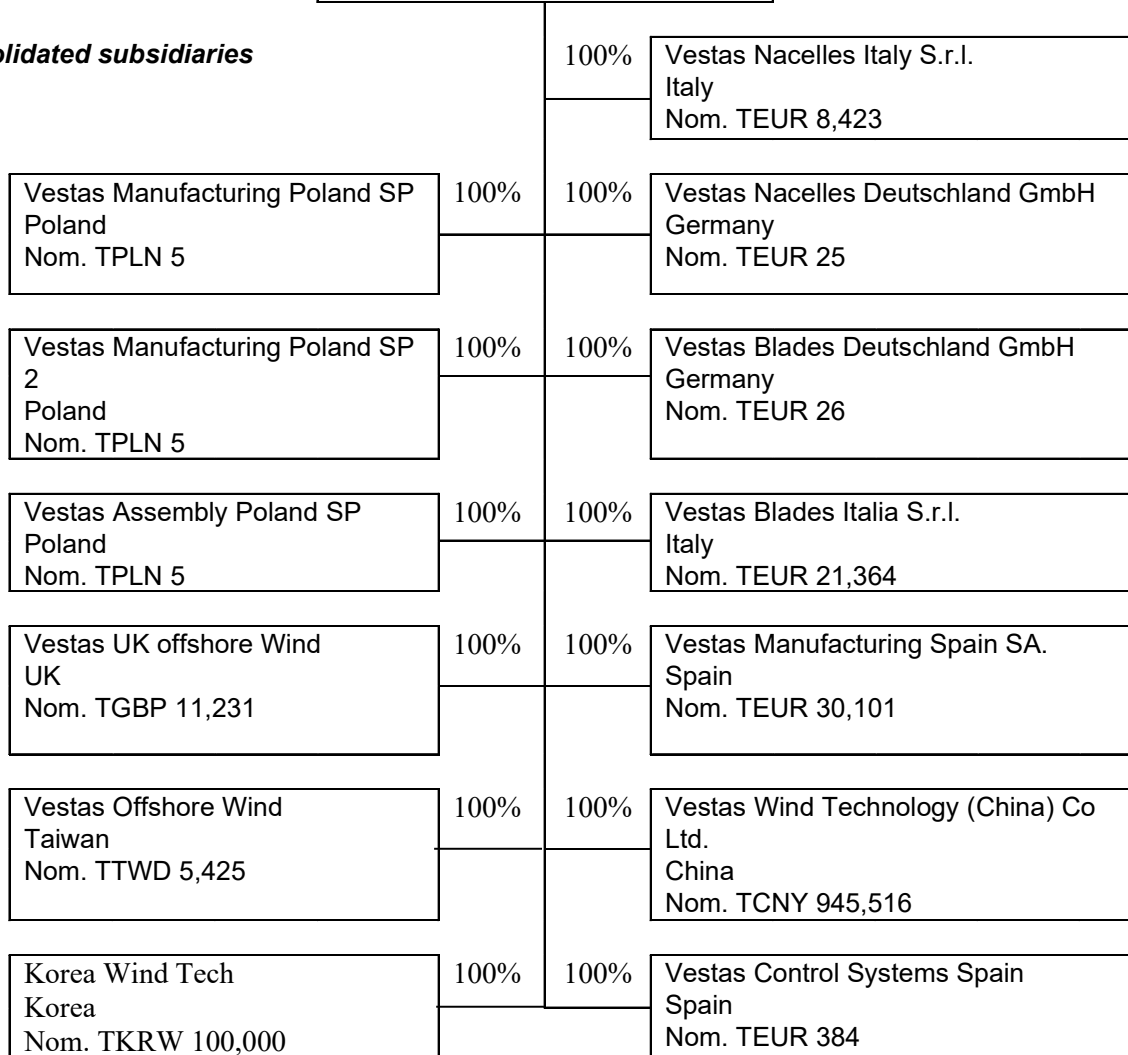 olidated subsidiaries
100%
Vestas Nacelles Italy S.r.l.
Italy
Nom. TEUR 8,423
Vestas Manufacturing Poland SP
Poland
Nom. TPLN 5
100%
100%
Vestas Nacelles Deutschland GmbH
Germany
Nom. TEUR 25
Vestas Manufacturing Poland SP
2
Poland
Nom. TPLN 5
100%
100%
Vestas Blades Deutschland GmbH
Germany
Nom. TEUR 26
Vestas Assembly Poland SP
Poland
Nom. TPLN 5
100%
100%
Vestas Blades Italia S.r.l.
Italy
Nom. TEUR 21,364
Vestas UK offshore Wind
UK
Nom. TGBP 11,231
100%
100%
Vestas Manufacturing Spain SA.
Spain
Nom. TEUR 30,101
Vestas Offshore Wind
Taiwan
Nom. TTWD 5,425
100%
100%
Vestas Wind Technology (China) Co
Ltd.
China
Nom. TCNY 945,516
Korea Wind Tech
Korea
Nom. TKRW 100,000
100%
100%
Vestas Control Systems Spain
Spain
Nom. TEUR 384